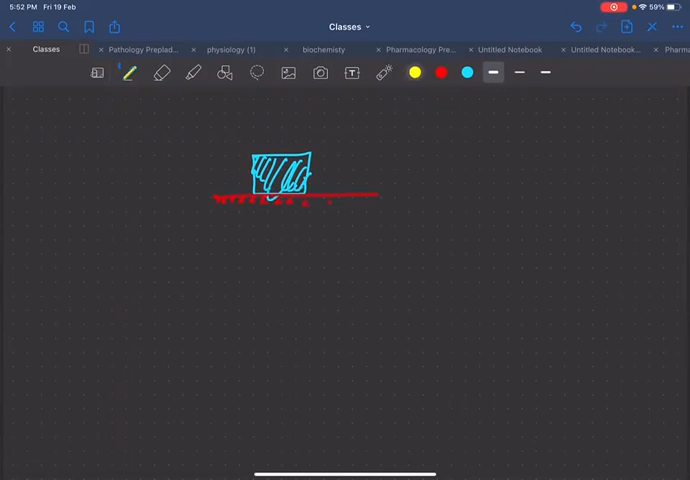 5:52 PM Fri 19 Feb
59%
Classes
Classes
Pathology Preplad...
physiology (1)
biochemisty
Pharmacology Pre...
Untitled Notebook
Untitled Notebook...
Pharma
T